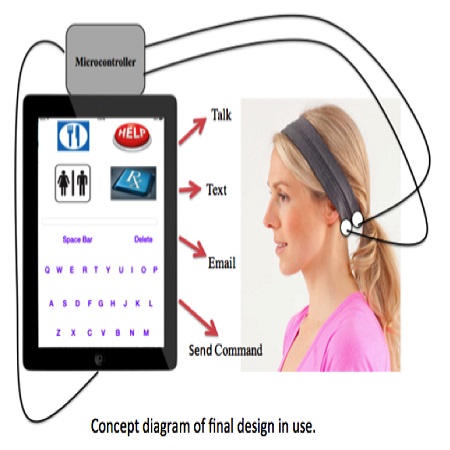 Microcontroller
HELP
Talk
Rx
Text
Space Bar Delete
Email
Q W E R T Y U I O P
A S D F G H J K L
Z X C V B N M
Send Command
Concept diagram of final design in use.